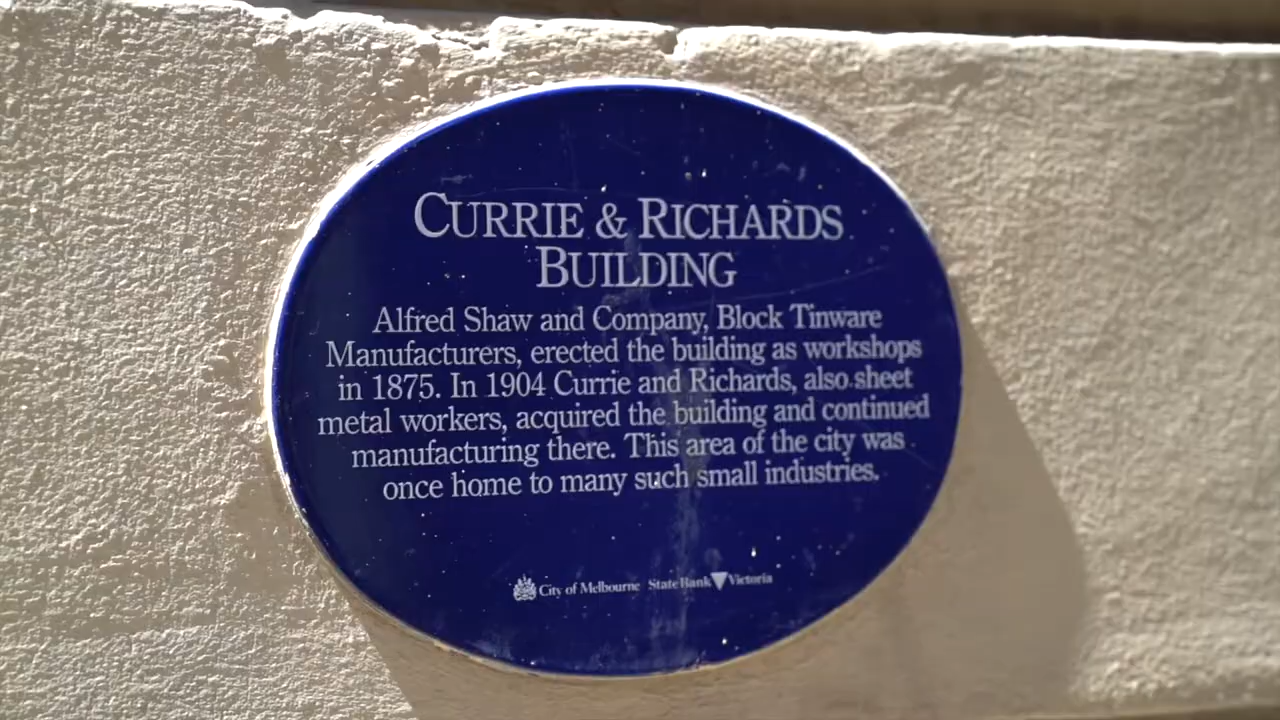 CURRIE & RICHARDS
BUILDING
Alfred Shaw and Company, Block Tinware
Manufacturers, erected the building as workshops
in 1875. In 1904 Currie and Richards, also sheet
metal workers, acquired the building and continued
manufacturing there. This area of the city was
once home to many such small industries.
City of Melbourne State Bank Victoria